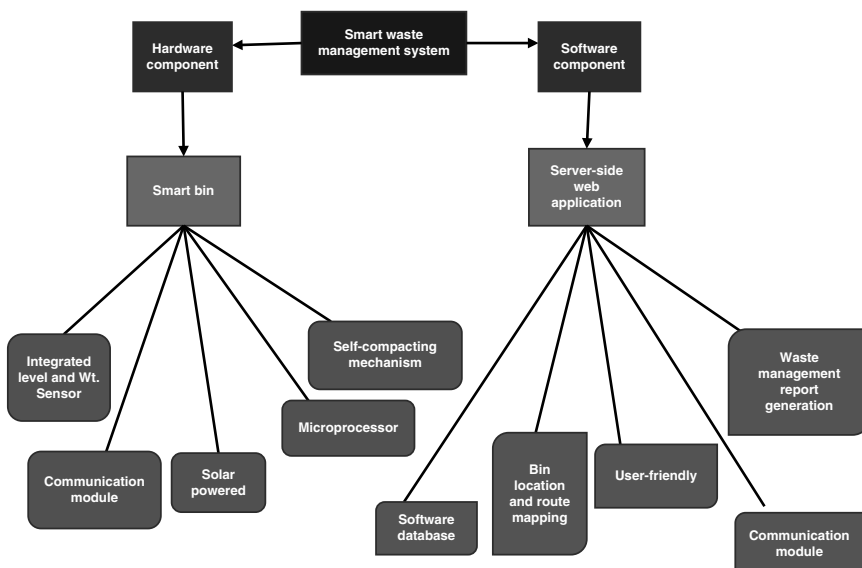 Smart waste
management system
Hardware
component
Software
component
Smart bin
Server-side
web
application
Integrated
level and Wt.
Sensor
Communication
module
Solar
powered
Microprocessor
Self-compacting
mechanism
Software
database
Bin
location
and route
mapping
User-friendly
Communication
module
Waste
management
report
generation